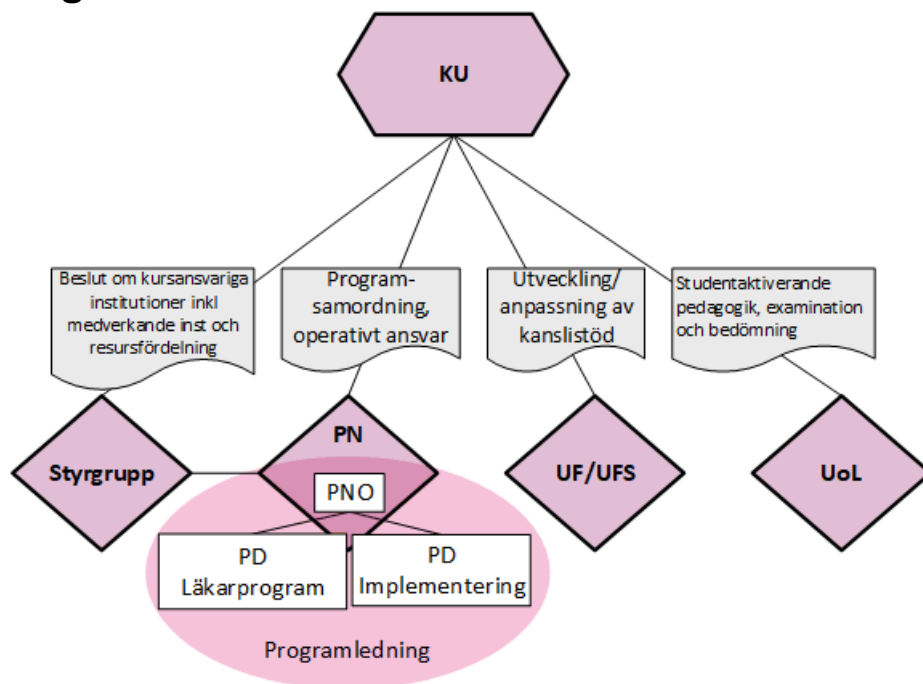 KU
Beslut om kursansvariga
institutioner inkl
medverkande inst och
resursfördelning
Program-
samordning,
operativt ansvar
Utveckling/
anpassning av
kanslistöd
Studentaktiverande
pedagogik, examination
och bedömning
Styrgrupp
PN
UF/UFS
UoL
PNO
PD
Läkarprogram
PD
Implementering
Programledning